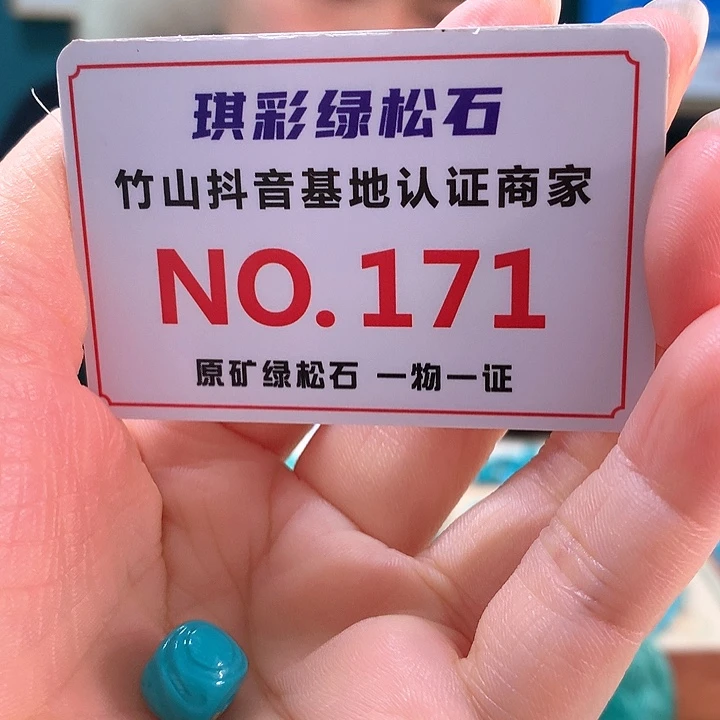 琪彩绿松石
竹山抖音基地认证商家
NO.171
原矿绿松石 一物一证